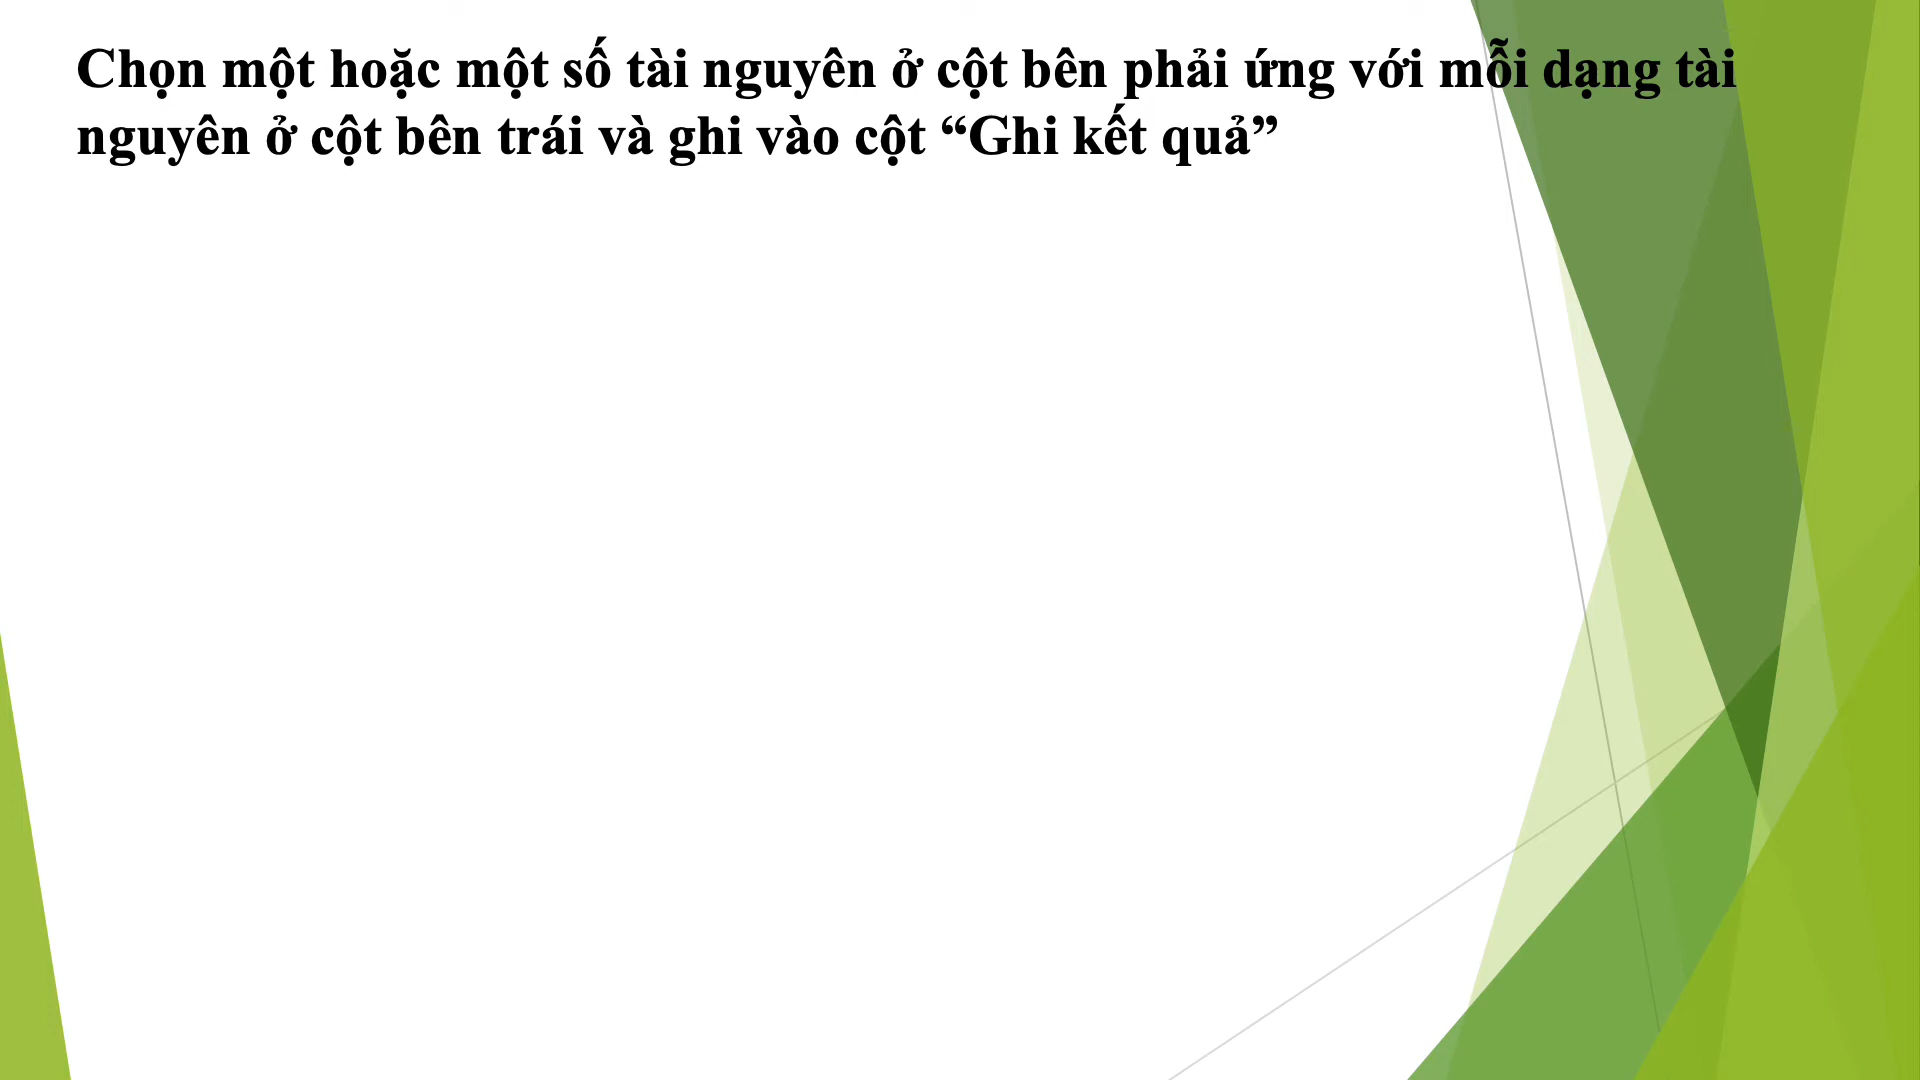 Chọn một hoặc một số tài nguyên ở cột bên phải ứng với mỗi dạng tài
nguyên ở cột bên trái và ghi vào cột “Ghi kết quả”